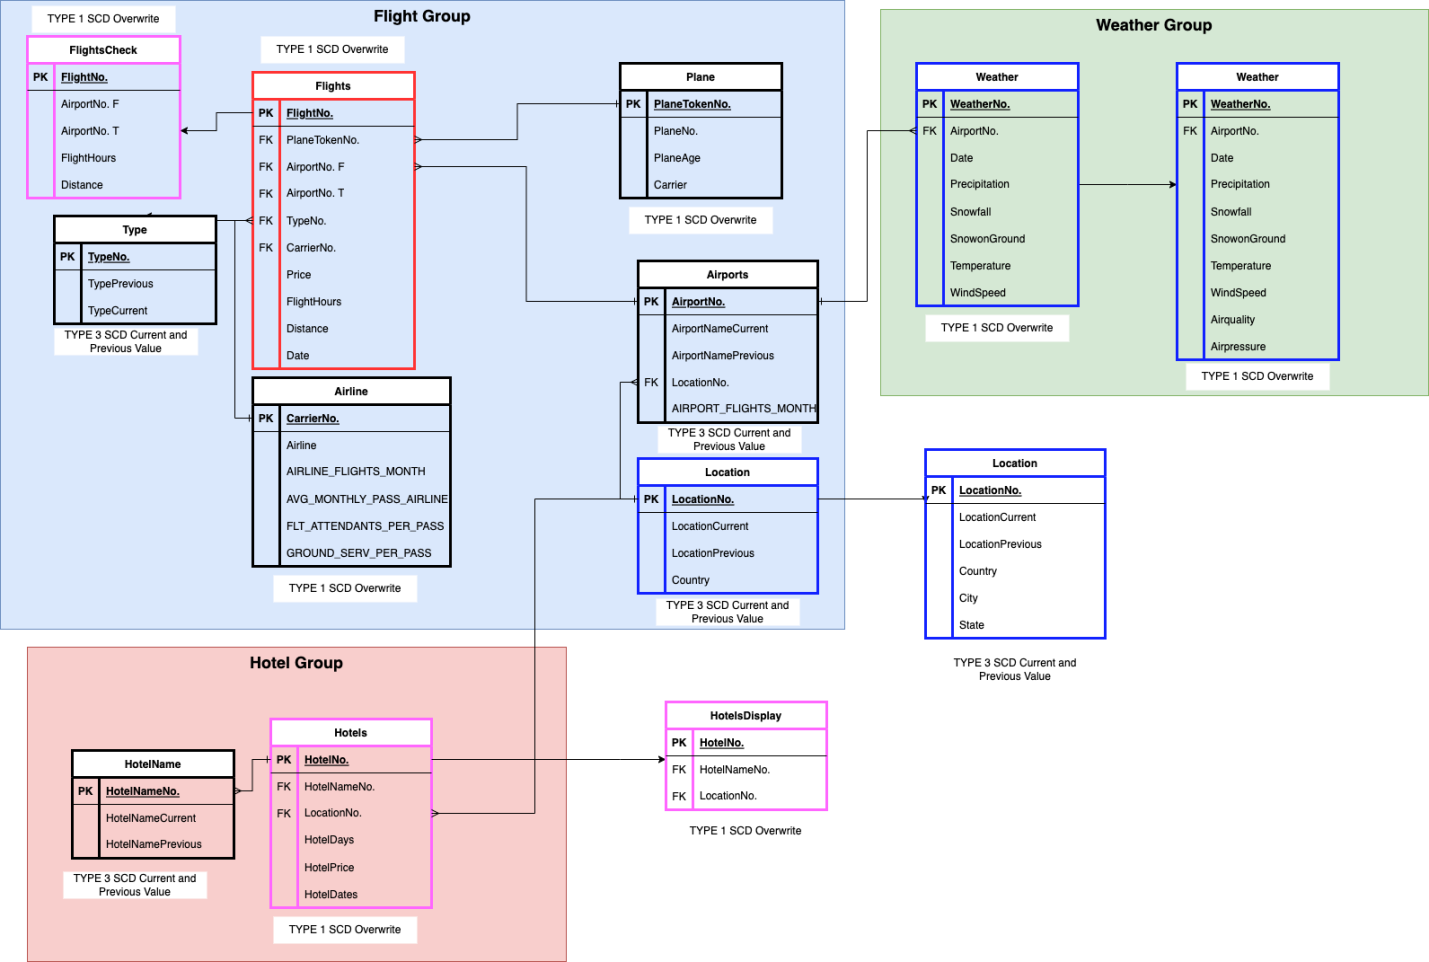 Flight Group
TYPE 1 SCD Overwrite
FlightsCheck
PK FlightNo.
AirportNo. F
AirportNo. T
FlightHours
Distance
TYPE 1 SCD Overwrite
Flights
PK FlightNo.
FK PlaneTokenNo.
FK AirportNo. F
FK AirportNo. T
FK TypeNo.
FK CarrierNo.
Price
FlightHours
Distance
Date
Type
PK TypeNo.
TypePrevious
TypeCurrent
TYPE 3 SCD Current and
Previous Value
Airline
PK CarrierNo.
Airline
AIRLINE_FLIGHTS_MONTH
AVG_MONTHLY_PASS_AIRLINE
FLT_ATTENDANTS_PER_PASS
GROUND_SERV_PER_PASS
TYPE 1 SCD Overwrite
Plane
PK PlaneTokenNo.
PlaneNo.
PlaneAge
Carrier
TYPE 1 SCD Overwrite
Airports
PK AirportNo.
AirportNameCurrent
AirportNamePrevious
FK LocationNo.
AIRPORT_FLIGHTS_MONTH
TYPE 3 SCD Current and
Previous Value
Location
PK LocationNo.
LocationCurrent
LocationPrevious
Country
TYPE 3 SCD Current and
Previous Value
Weather Group
Weather
PK WeatherNo.
FK AirportNo.
Date
Precipitation
Snowfall
SnowonGround
Temperature
WindSpeed
TYPE 1 SCD Overwrite
Weather
PK WeatherNo.
FK AirportNo.
Date
Precipitation
Snowfall
SnowonGround
Temperature
WindSpeed
Airquality
Airpressure
TYPE 1 SCD Overwrite
Location
PK LocationNo.
LocationCurrent
LocationPrevious
Country
City
State
TYPE 3 SCD Current and
Previous Value
Hotel Group
HotelName
PK HotelNameNo.
HotelNameCurrent
HotelNamePrevious
TYPE 3 SCD Current and
Previous Value
Hotels
PK HotelNo.
FK HotelNameNo.
FK LocationNo.
HotelDays
HotelPrice
HotelDates
TYPE 1 SCD Overwrite
HotelsDisplay
PK HotelNo.
FK HotelNameNo.
FK LocationNo.
TYPE 1 SCD Overwrite